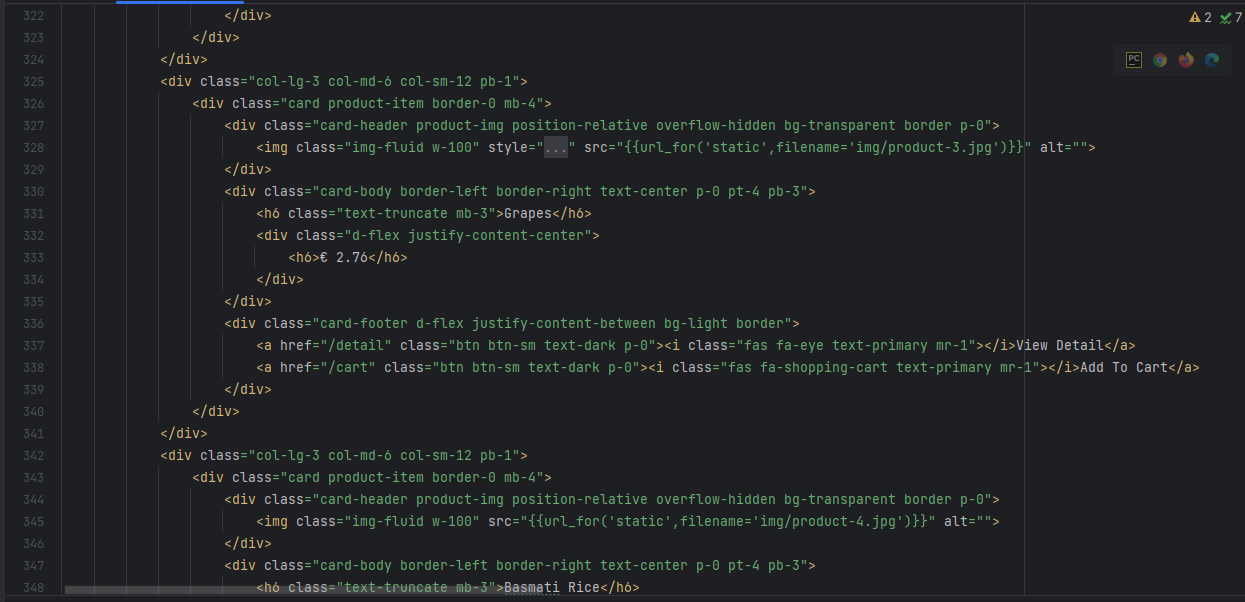 322 </div>
323 </div>
324 </div>
325 <div class="col-lg-3 col-md-6 col-sm-12 pb-1">
326 <div class="card product-item border-0 mb-4">
327 <div class="card-header product-img position-relative overflow-hidden bg-transparent border p-0">
328 <img class="img-fluid w-100" style="..." src="{{url_for('static',filename='img/product-3.jpg')}}" alt="">
329 </div>
330 <div class="card-body border-left border-right text-center p-0 pt-4 pb-3">
331 <h6 class="text-truncate mb-3">Grapes</h6>
332 <div class="d-flex justify-content-center">
333 <h6>€ 2.76</h6>
334 </div>
335 </div>
336 <div class="card-footer d-flex justify-content-between bg-light border">
337 <a href="/detail" class="btn btn-sm text-dark p-0"><i class="fas fa-eye text-primary mr-1"></i>View Detail</a>
338 <a href="/cart" class="btn btn-sm text-dark p-0"><i class="fas fa-shopping-cart text-primary mr-1"></i>Add To Cart</a>
339 </div>
340 </div>
341 </div>
342 <div class="col-lg-3 col-md-6 col-sm-12 pb-1">
343 <div class="card product-item border-0 mb-4">
344 <div class="card-header product-img position-relative overflow-hidden bg-transparent border p-0">
345 <img class="img-fluid w-100" src="{{url_for('static',filename='img/product-4.jpg')}}" alt="">
346 </div>
347 <div class="card-body border-left border-right text-center p-0 pt-4 pb-3">
348 <h6 class="text-truncate mb-3">Basmati Rice</h6>
2 7
PC